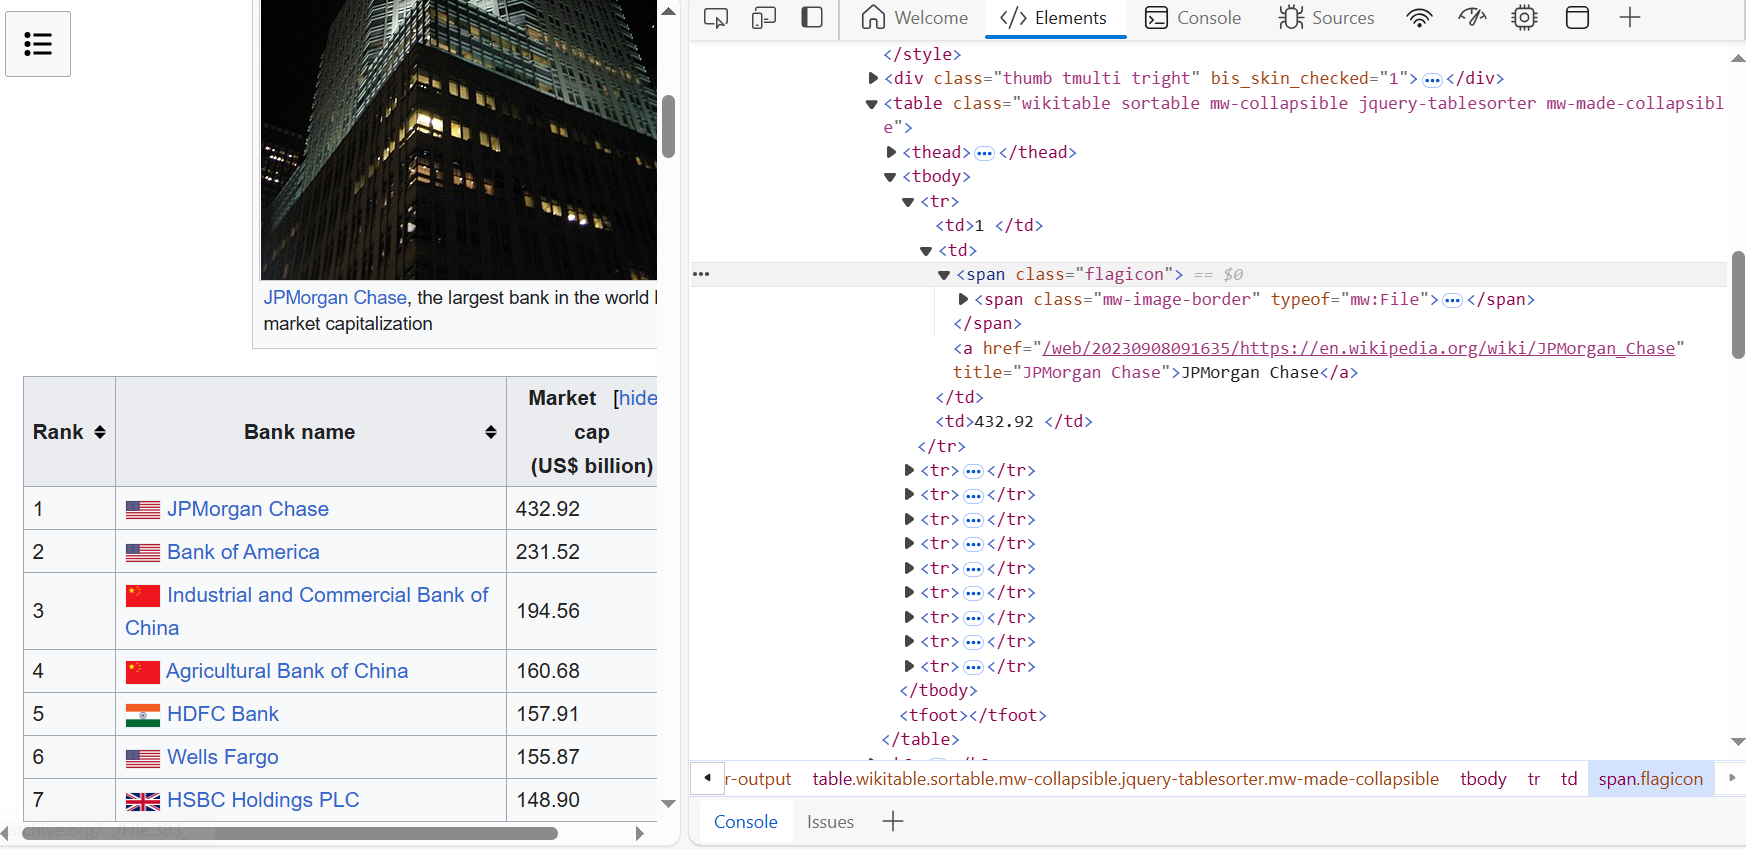 Welcome
Elements
Console
Sources
</style>
<div class="thumb tmulti tright" bis_skin_checked="1"> ··· </div>
<table class="wikitable sortable mw-collapsible jquery-tablesorter mw-made-collapsibl
e">
<thead> ··· </thead>
<tbody>
<tr>
<td>1 </td>
<td>
··· <span class="flagicon"> == $0
<span class="mw-image-border" typeof="mw:File"> ··· </span>
</span>
<a href="/web/20230908091635/https://en.wikipedia.org/wiki/JPMorgan_Chase"
title="JPMorgan Chase">JPMorgan Chase</a>
</td>
<td>432.92 </td>
</tr>
<tr> ··· </tr>
<tr> ··· </tr>
<tr> ··· </tr>
<tr> ··· </tr>
<tr> ··· </tr>
<tr> ··· </tr>
<tr> ··· </tr>
<tr> ··· </tr>
<tr> ··· </tr>
</tbody>
<tfoot></tfoot>
</table>
r-output table.wikitable.sortable.mw-collapsible.jquery-tablesorter.mw-made-collapsible tbody tr td span.flagicon
Console Issues
JPMorgan Chase, the largest bank in the world
market capitalization
Rank Bank name Market cap (US$ billion) [hide
1 JPMorgan Chase 432.92
2 Bank of America 231.52
3 Industrial and Commercial Bank of China 194.56
4 Agricultural Bank of China 160.68
5 HDFC Bank 157.91
6 Wells Fargo 155.87
7 HSBC Holdings PLC 148.90